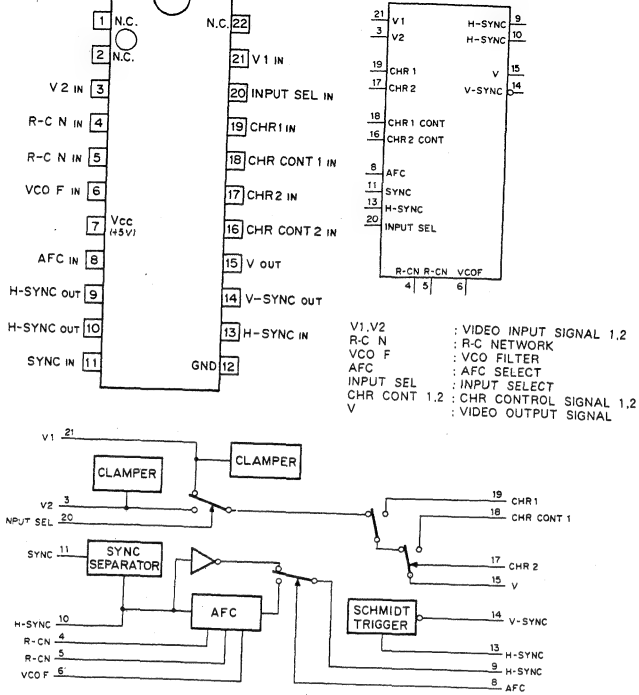 1 N.C.
2 N.C.
V 2 IN 3
R-C N IN 4
R-C N IN 5
VCO F IN 6
7 VCC (+5V)
AFC IN 8
H-SYNC OUT 9
H-SYNC OUT 10
SYNC IN 11
N.C. 22
21 V 1 IN
20 INPUT SEL IN
19 CHR1 IN
18 CHR CONT 1 IN
17 CHR2 IN
16 CHR CONT 2 IN
15 V OUT
14 V-SYNC OUT
13 H-SYNC IN
GND 12
21 V1
3 V2
19 CHR 1
17 CHR 2
18 CHR 1 CONT
16 CHR 2 CONT
8 AFC
11 SYNC
13 H-SYNC
20 INPUT SEL
H-SYNC 9
H-SYNC 10
V 15
V-SYNC 14
R-CN R-CN VCOF
4 5 6
V1,V2 : VIDEO INPUT SIGNAL 1,2
R-C N : R-C NETWORK
VCO F : VCO FILTER
AFC : AFC SELECT
INPUT SEL : INPUT SELECT
CHR CONT 1,2 : CHR CONTROL SIGNAL 1,2
V : VIDEO OUTPUT SIGNAL
V1 21
CLAMPER
CLAMPER
V2 3
NPUT SEL 20
19 CHR 1
18 CHR CONT 1
17 CHR 2
15 V
SYNC 11
SYNC SEPARATOR
AFC
H-SYNC 10
R-CN 4
R-CN 5
VCO F 6
SCHMIDT TRIGGER
14 V-SYNC
13 H-SYNC
9 H-SYNC
8 AFC